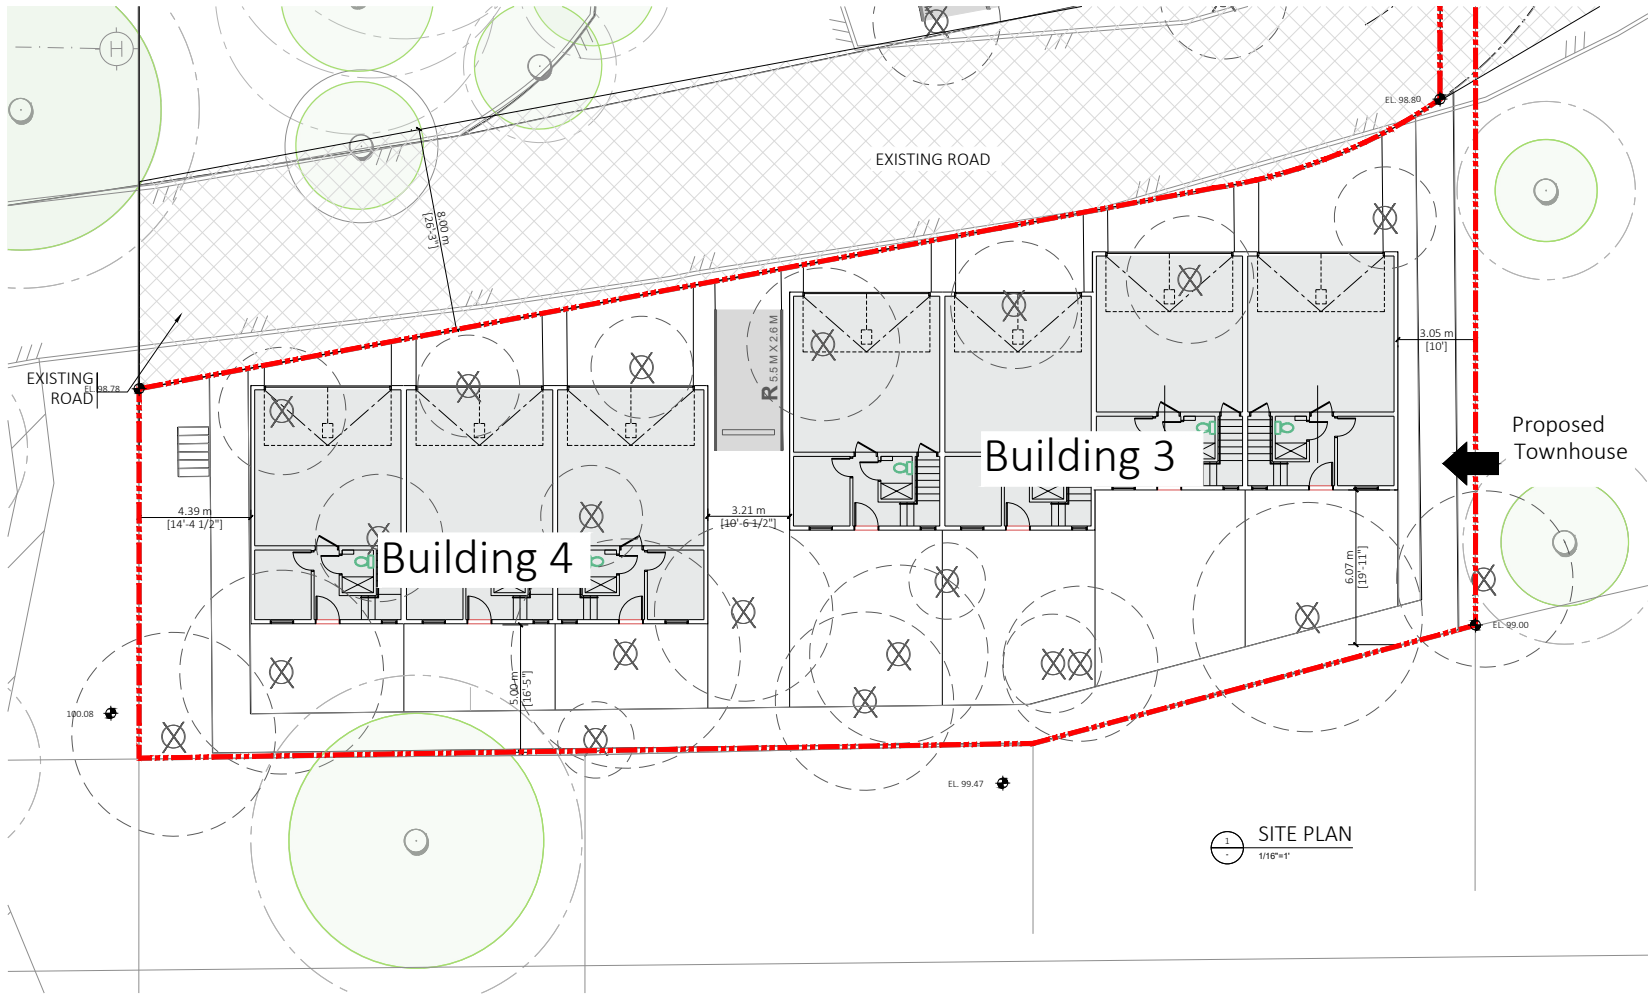 H
EL. 98.80
EXISTING ROAD
8.00 m
[26'-3"]
R 5.5 M X 2.6 M
3.05 m
[10']
EXISTING
ROAD
EL. 98.78
Proposed
Townhouse
Building 3
4.39 m
[14'-4 1/2"]
3.21 m
[10'-6 1/2"]
Building 4
6.07 m
[19'-11"]
EL. 99.00
5.00 m
[16'-5"]
100.08
EL. 99.47
1
-
SITE PLAN
1/16"=1'